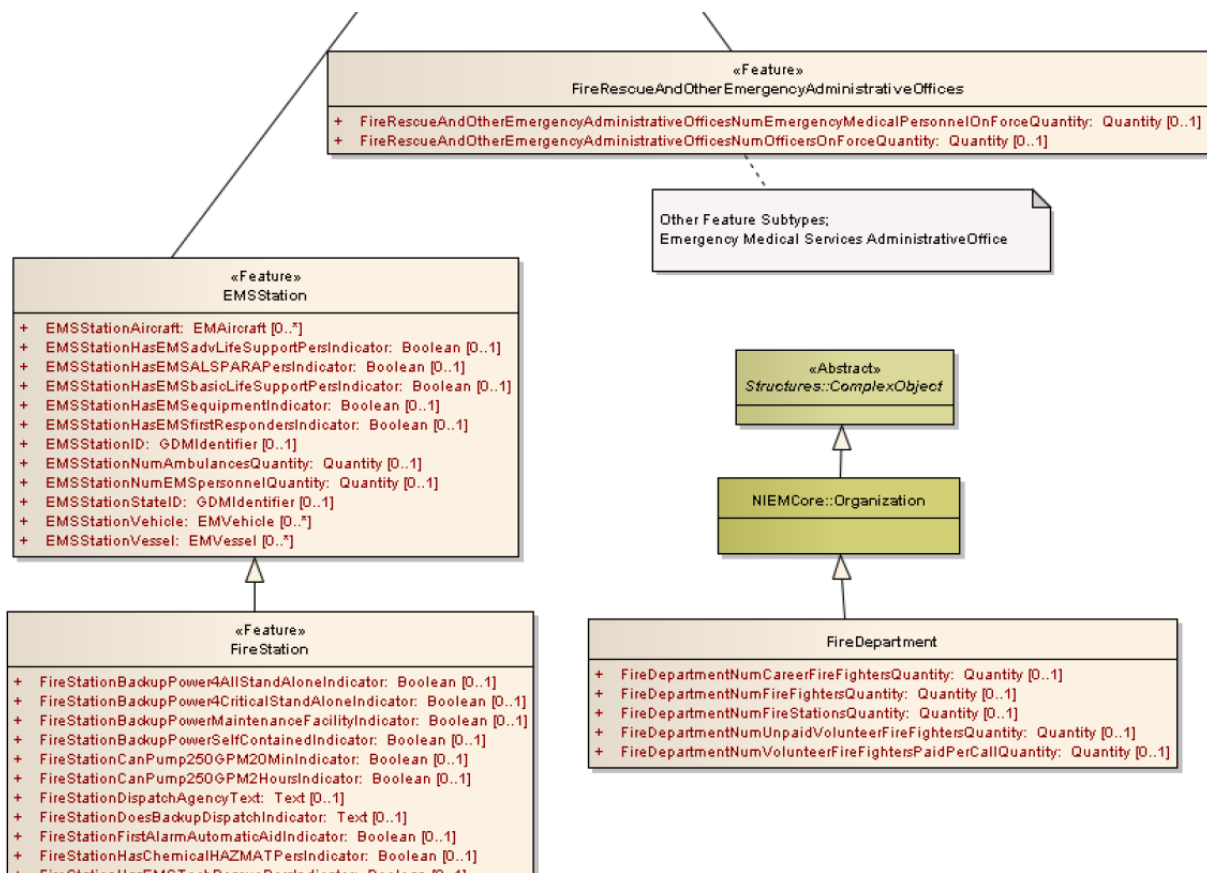 «Feature»
FireRescueAndOtherEmergencyAdministrativeOffices
+ FireRescueAndOtherEmergencyAdministrativeOfficesNumEmergencyMedicalPersonnelOnForceQuantity: Quantity [0..1]
+ FireRescueAndOtherEmergencyAdministrativeOfficesNumOfficersOnForceQuantity: Quantity [0..1]
Other Feature Subtypes;
Emergency Medical Services AdministrativeOffice
«Feature»
EMSStation
+ EMSStationAircraft: EMAircraft [0..*]
+ EMSStationHasEMSadvLifeSupportPersIndicator: Boolean [0..1]
+ EMSStationHasEMSALSPARAPersIndicator: Boolean [0..1]
+ EMSStationHasEMSbasicLifeSupportPersIndicator: Boolean [0..1]
+ EMSStationHasEMSequipmentIndicator: Boolean [0..1]
+ EMSStationHasEMSfirstRespondersIndicator: Boolean [0..1]
+ EMSStationID: GDMIdentifier [0..1]
+ EMSStationNumAmbulancesQuantity: Quantity [0..1]
+ EMSStationNumEMSpersonnelQuantity: Quantity [0..1]
+ EMSStationStateID: GDMIdentifier [0..1]
+ EMSStationVehicle: EMVehicle [0..*]
+ EMSStationVessel: EMVessel [0..*]
«Abstract»
Structures::ComplexObject
NIEMCore::Organization
«Feature»
FireStation
+ FireStationBackupPower4AllStandAloneIndicator: Boolean [0..1]
+ FireStationBackupPower4CriticalStandAloneIndicator: Boolean [0..1]
+ FireStationBackupPowerMaintenanceFacilityIndicator: Boolean [0..1]
+ FireStationBackupPowerSelfContainedIndicator: Boolean [0..1]
+ FireStationCanPump250GPM20MinIndicator: Boolean [0..1]
+ FireStationCanPump250GPM2HoursIndicator: Boolean [0..1]
+ FireStationDispatchAgencyText: Text [0..1]
+ FireStationDoesBackupDispatchIndicator: Text [0..1]
+ FireStationFirstAlarmAutomaticAidIndicator: Boolean [0..1]
+ FireStationHasChemicalHAZMATPersIndicator: Boolean [0..1]
FireDepartment
+ FireDepartmentNumCareerFireFightersQuantity: Quantity [0..1]
+ FireDepartmentNumFireFightersQuantity: Quantity [0..1]
+ FireDepartmentNumFireStationsQuantity: Quantity [0..1]
+ FireDepartmentNumUnpaidVolunteerFireFightersQuantity: Quantity [0..1]
+ FireDepartmentNumVolunteerFireFightersPaidPerCallQuantity: Quantity [0..1]